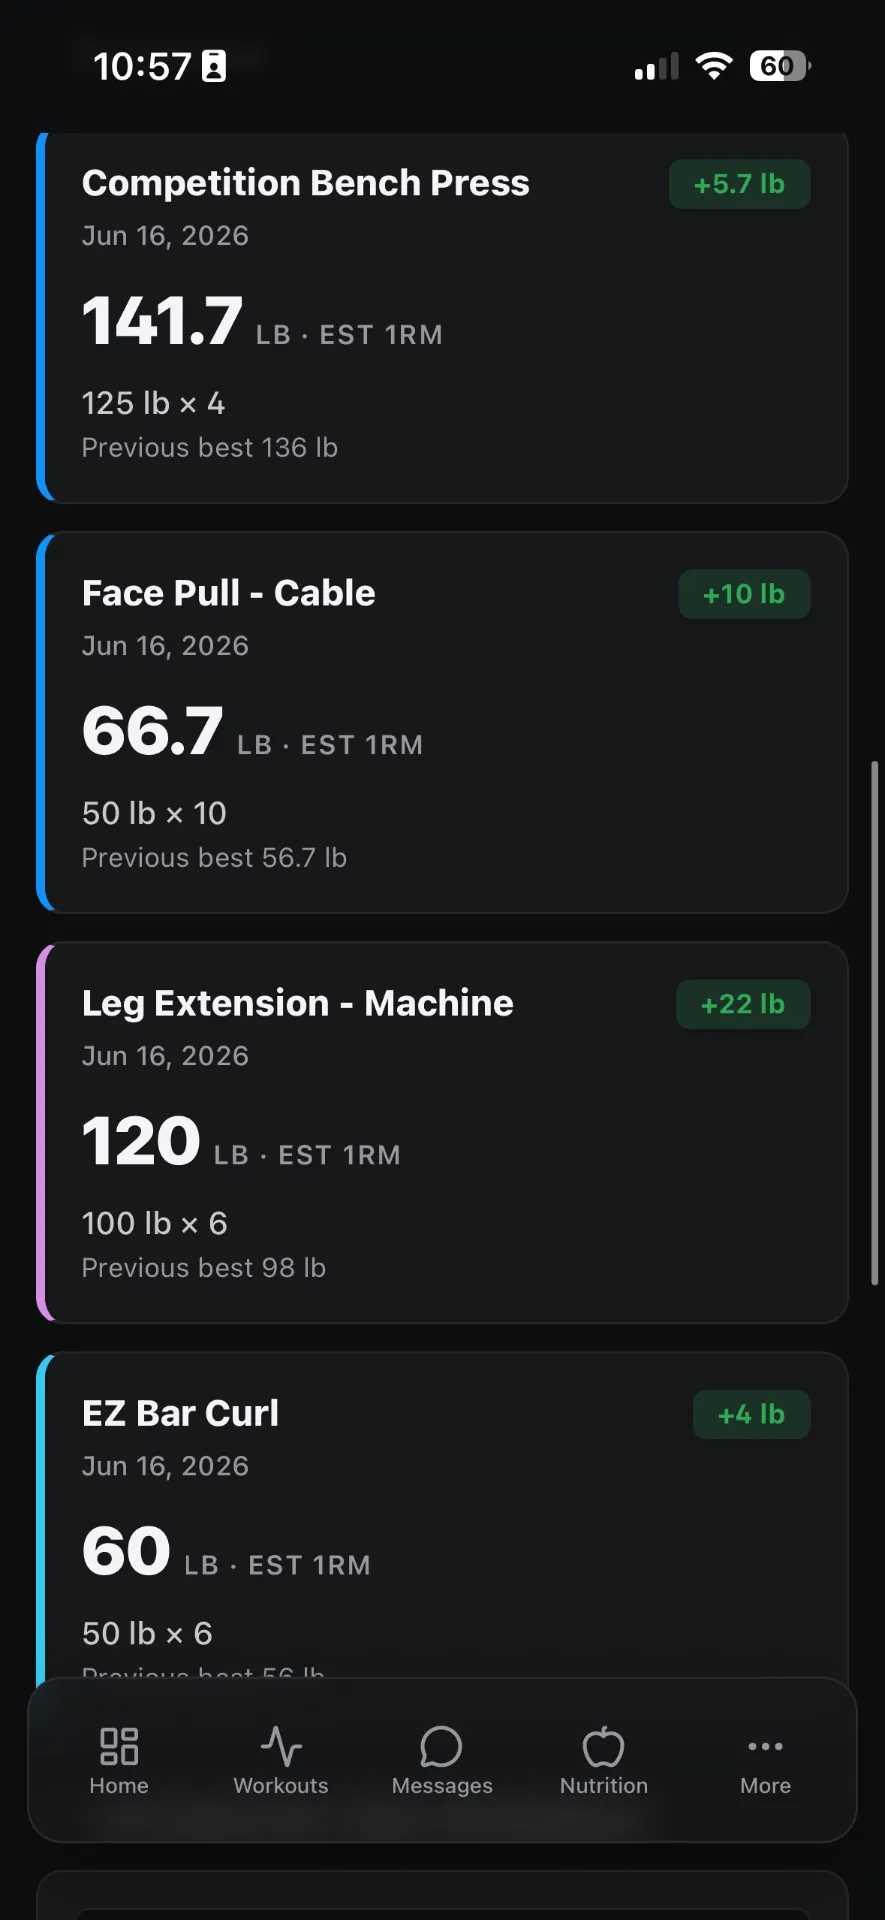 10:57
60
Competition Bench Press
+5.7 lb
Jun 16, 2026
141.7 LB · EST 1RM
125 lb × 4
Previous best 136 lb
Face Pull - Cable
+10 lb
Jun 16, 2026
66.7 LB · EST 1RM
50 lb × 10
Previous best 56.7 lb
Leg Extension - Machine
+22 lb
Jun 16, 2026
120 LB · EST 1RM
100 lb × 6
Previous best 98 lb
EZ Bar Curl
+4 lb
Jun 16, 2026
60 LB · EST 1RM
50 lb × 6
Previous best 56 lb
Home
Workouts
Messages
Nutrition
More